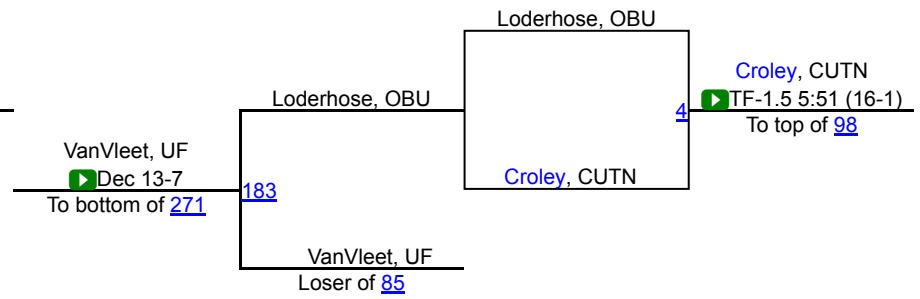 Loderhose, OBU
Croley, CUTN
TF-1.5 5:51 (16-1)
To top of 98
4
Loderhose, OBU
Croley, CUTN
VanVleet, UF
Dec 13-7
To bottom of 271
183
VanVleet, UF
Loser of 85